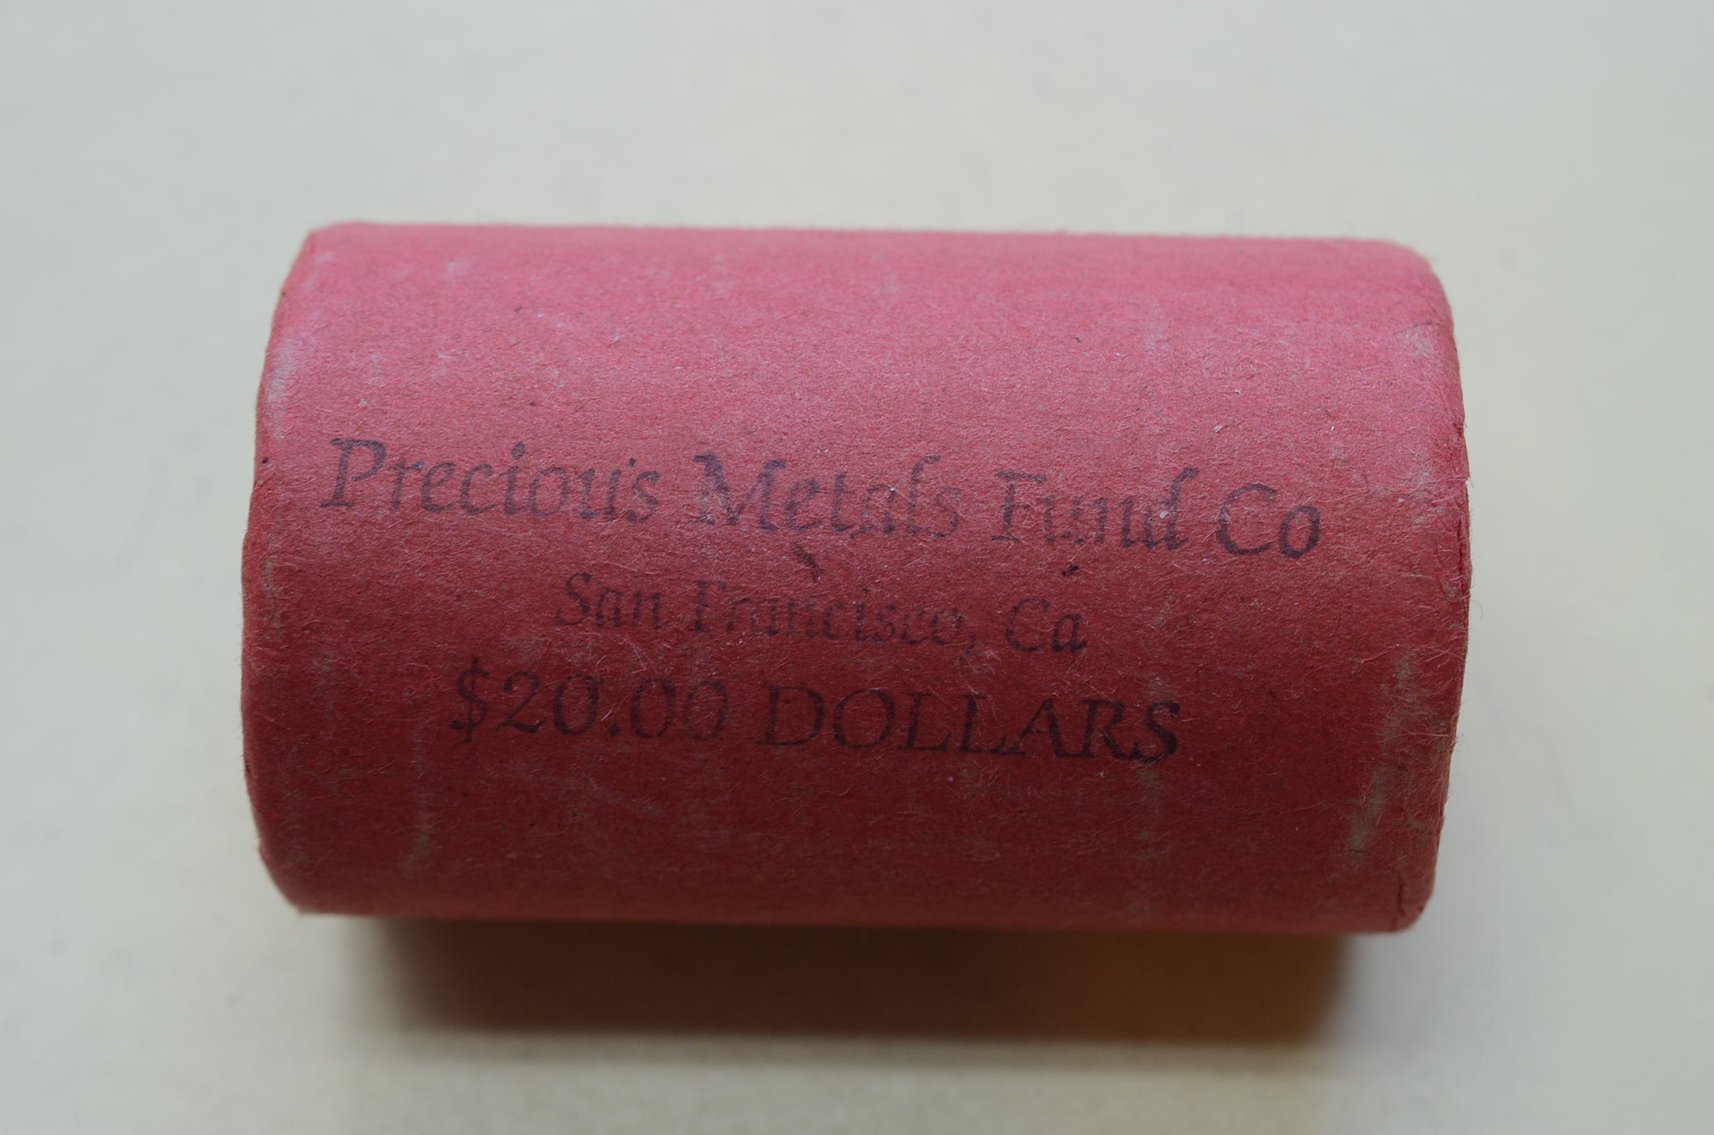 Precious Metals Fund Co
San Francisco, Ca
$20.00 DOLLARS